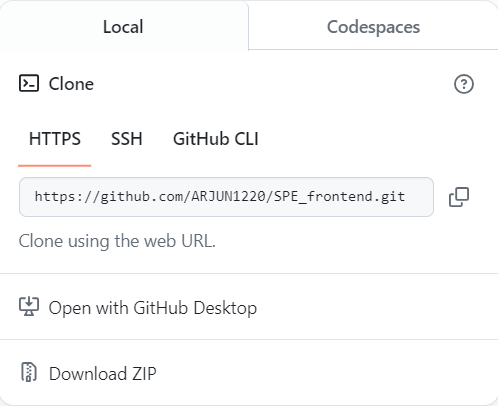 Local
Codespaces
Clone
HTTPS
SSH
GitHub CLI
https://github.com/ARJUN1220/SPE_frontend.git
Clone using the web URL.
Open with GitHub Desktop
Download ZIP